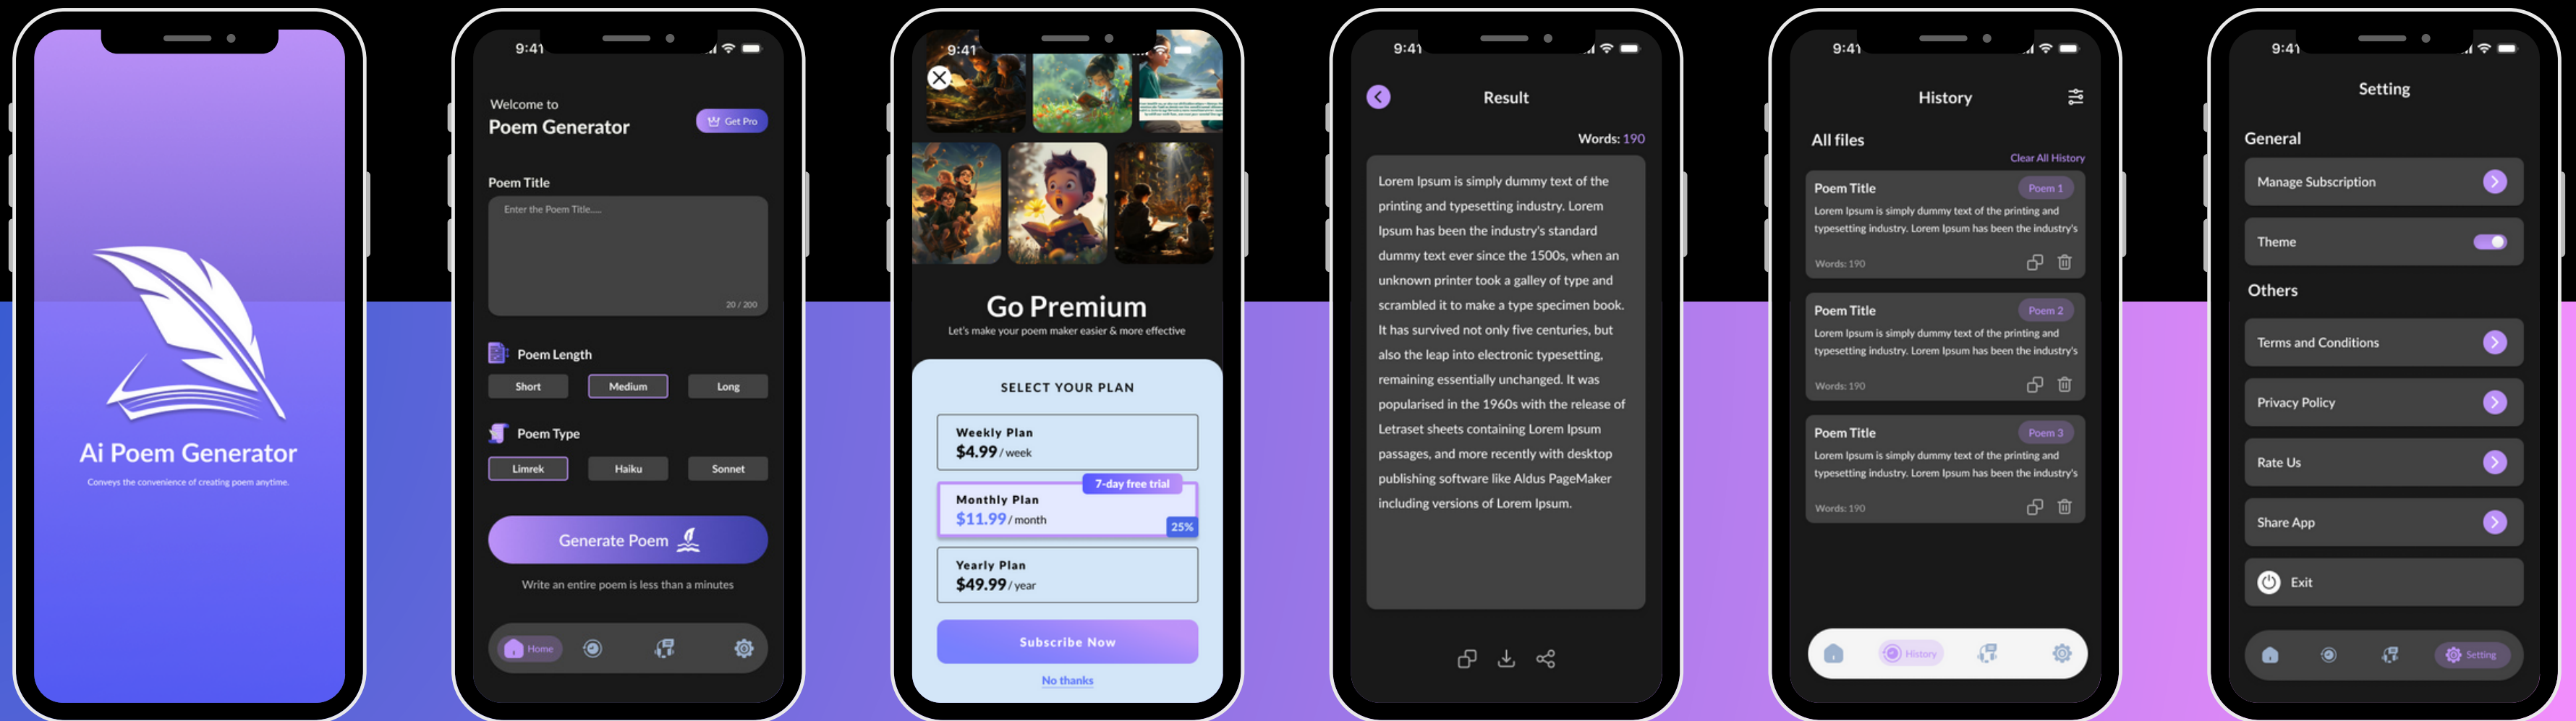 Ai Poem Generator
Conveys the convenience of creating poem anytime.
9:41
Welcome to
Poem Generator
Get Pro
Poem Title
Enter the Poem Title.....
20 / 200
Poem Length
Short
Medium
Long
Poem Type
Limrek
Haiku
Sonnet
Generate Poem
Write an entire poem is less than a minutes
Home
9:41
Go Premium
Let's make your poem maker easier & more effective
SELECT YOUR PLAN
Weekly Plan
$4.99 / week
7-day free trial
Monthly Plan
$11.99 / month
25%
Yearly Plan
$49.99 / year
Subscribe Now
No thanks
9:41
Result
Words: 190
Lorem Ipsum is simply dummy text of the
printing and typesetting industry. Lorem
Ipsum has been the industry's standard
dummy text ever since the 1500s, when an
unknown printer took a galley of type and
scrambled it to make a type specimen book.
It has survived not only five centuries, but
also the leap into electronic typesetting,
remaining essentially unchanged. It was
popularised in the 1960s with the release of
Letraset sheets containing Lorem Ipsum
passages, and more recently with desktop
publishing software like Aldus PageMaker
including versions of Lorem Ipsum.
9:41
History
All files
Clear All History
Poem Title
Poem 1
Lorem Ipsum is simply dummy text of the printing and
typesetting industry. Lorem Ipsum has been the industry's
Words: 190
Poem Title
Poem 2
Lorem Ipsum is simply dummy text of the printing and
typesetting industry. Lorem Ipsum has been the industry's
Words: 190
Poem Title
Poem 3
Lorem Ipsum is simply dummy text of the printing and
typesetting industry. Lorem Ipsum has been the industry's
Words: 190
History
9:41
Setting
General
Manage Subscription
Theme
Others
Terms and Conditions
Privacy Policy
Rate Us
Share App
Exit
Setting